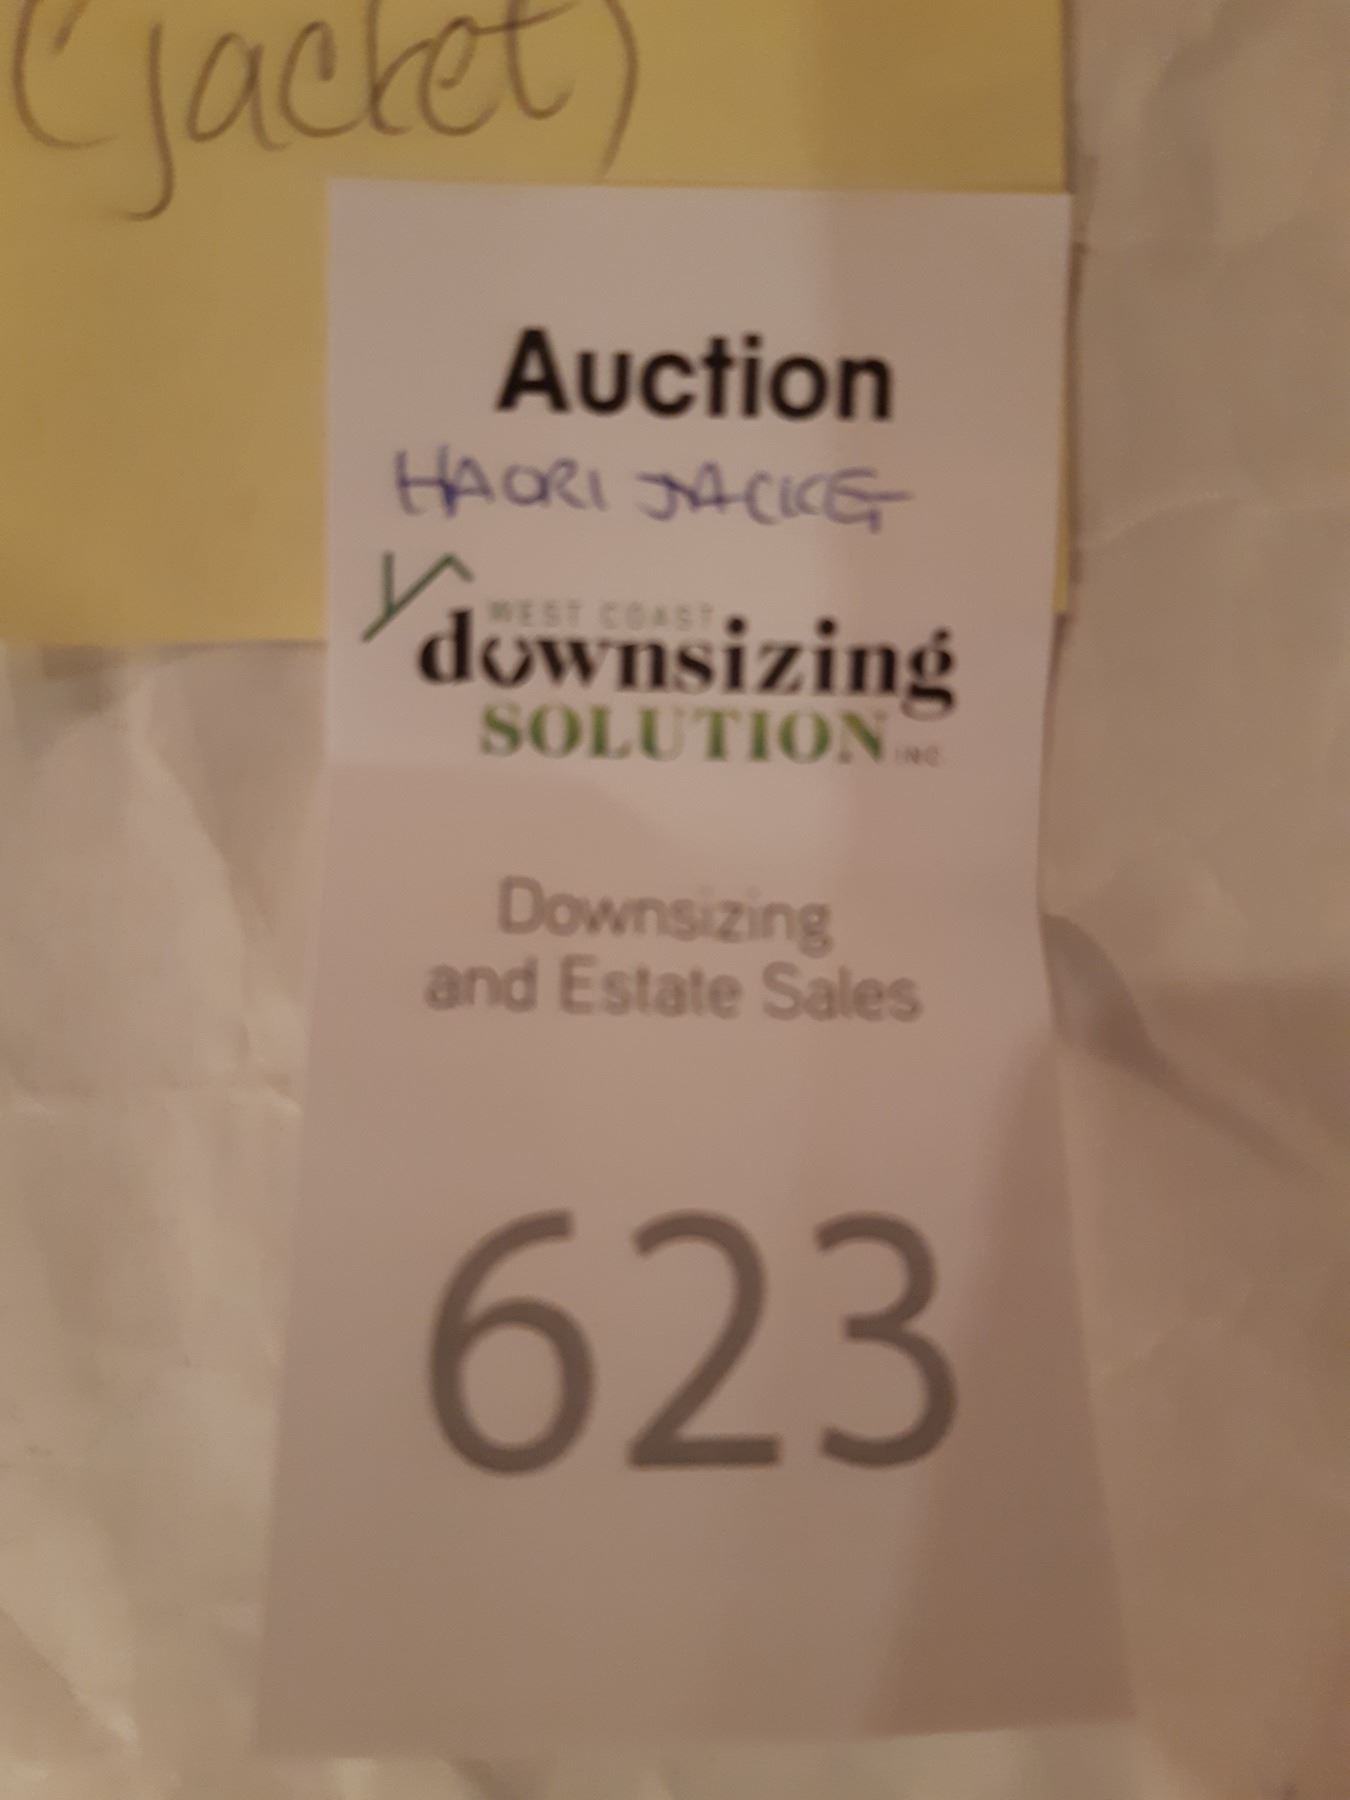 (jacket)
Auction
HAORI JACKET
WEST COAST
downsizing
SOLUTION INC
Downsizing
and Estate Sales
623